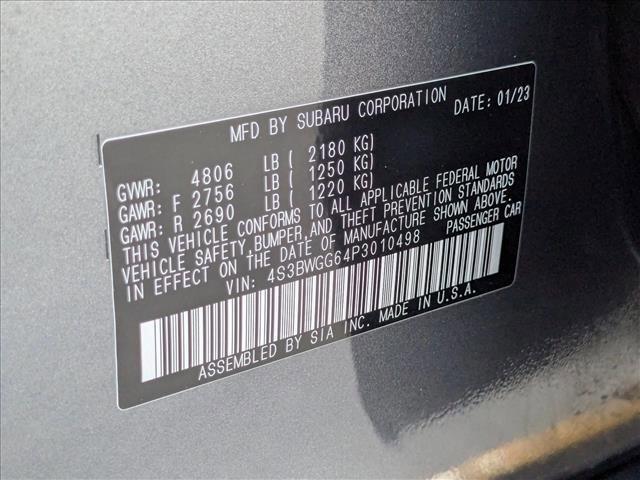 MFD BY SUBARU CORPORATION DATE: 01/23
GVWR: 4806 LB ( 2180 KG)
GAWR: F 2756 LB ( 1250 KG)
GAWR: R 2690 LB ( 1220 KG)
THIS VEHICLE CONFORMS TO ALL APPLICABLE FEDERAL MOTOR
VEHICLE SAFETY, BUMPER, AND THEFT PREVENTION STANDARDS
IN EFFECT ON THE DATE OF MANUFACTURE SHOWN ABOVE.
VIN: 4S3BWGG64P3010498 PASSENGER CAR
ASSEMBLED BY SIA INC. MADE IN U.S.A.